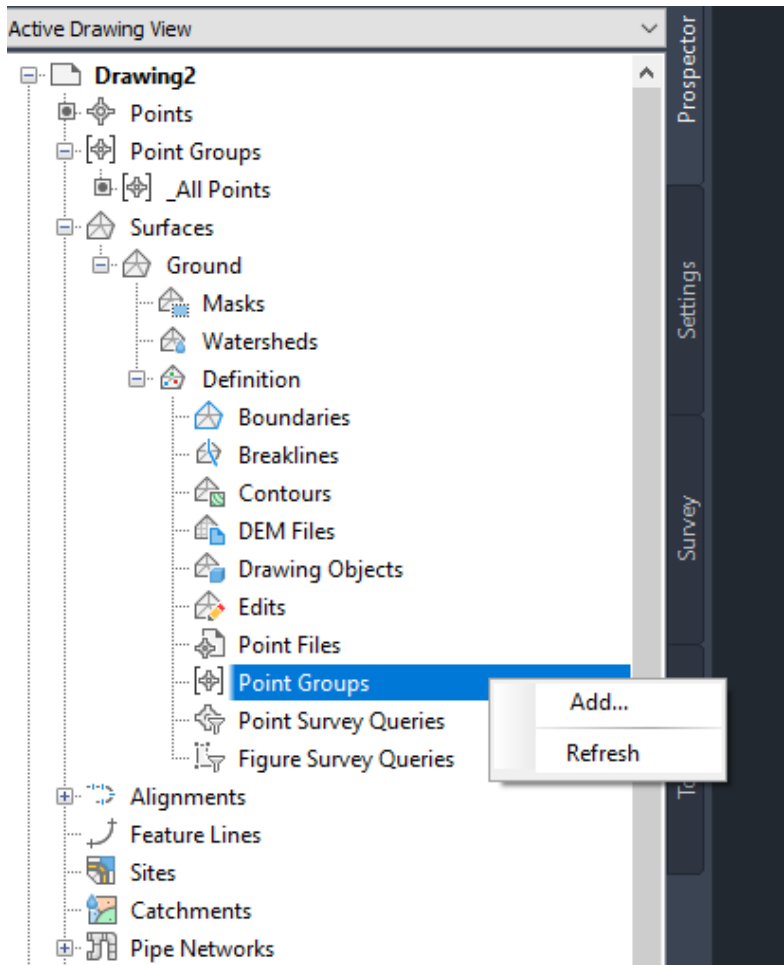 Active Drawing View
Drawing2
Points
Point Groups
_All Points
Surfaces
Ground
Masks
Watersheds
Definition
Boundaries
Breaklines
Contours
DEM Files
Drawing Objects
Edits
Point Files
Point Groups
Point Survey Queries
Figure Survey Queries
Alignments
Feature Lines
Sites
Catchments
Pipe Networks
Add...
Refresh
Prospector
Settings
Survey